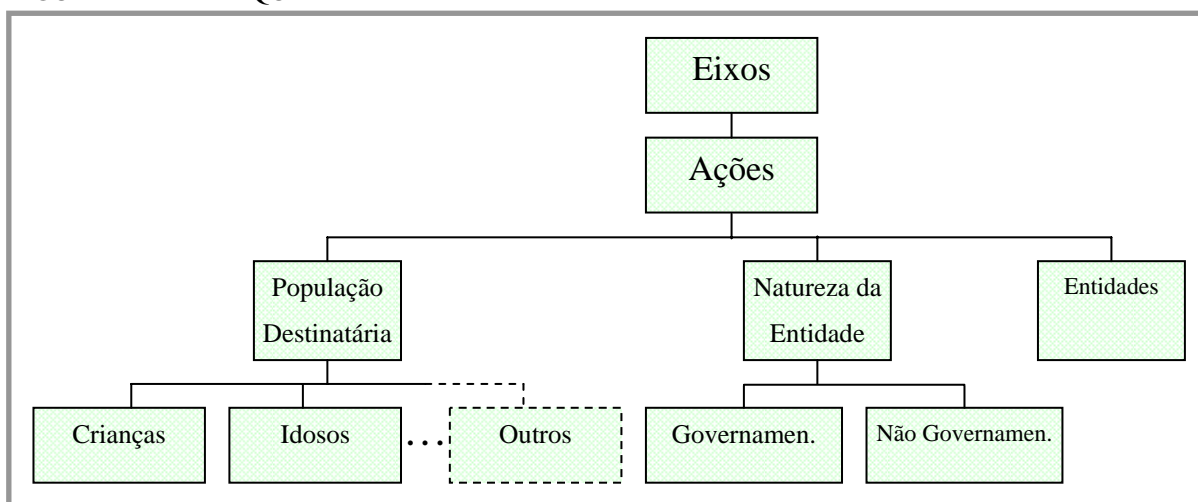 Eixos
Ações
População
Destinatária
Natureza da
Entidade
Entidades
Crianças
Idosos
...
Outros
Governamen.
Não Governamen.